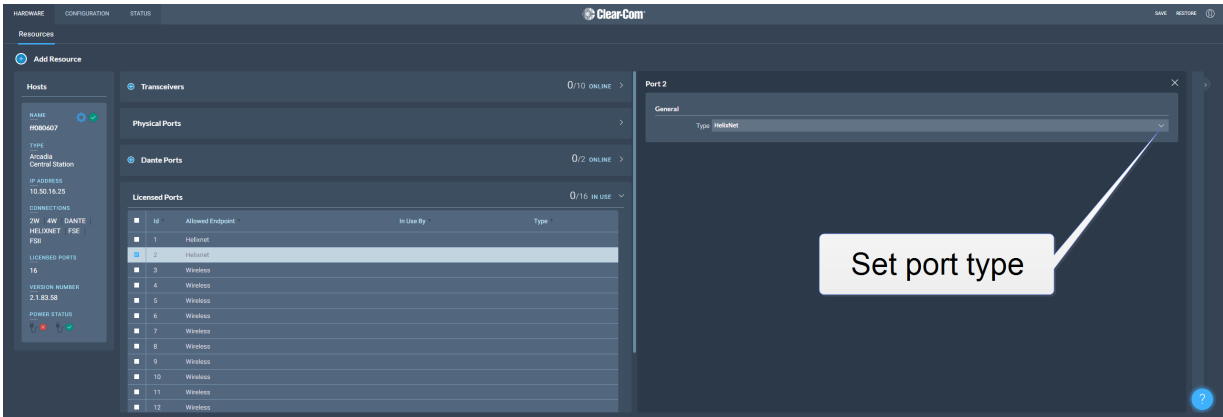 HARDWARE CONFIGURATION STATUS Clear-Com SAVE RESTORE
Resources
Add Resource
Hosts
NAME
ff080607
TYPE
Arcadia
Central Station
IP ADDRESS
10.50.16.25
CONNECTIONS
2W 4W DANTE
HELIXNET FSE
FSII
LICENSED PORTS
16
VERSION NUMBER
2.1.83.58
POWER STATUS
Transceivers 0/10 ONLINE
Physical Ports
Dante Ports 0/2 ONLINE
Licensed Ports 0/16 IN USE
Id Allowed Endpoint In Use By Type
1 Helixnet
2 Helixnet
3 Wireless
4 Wireless
5 Wireless
6 Wireless
7 Wireless
8 Wireless
9 Wireless
10 Wireless
11 Wireless
12 Wireless
Port 2
General
Type HelixNet
Set port type
?